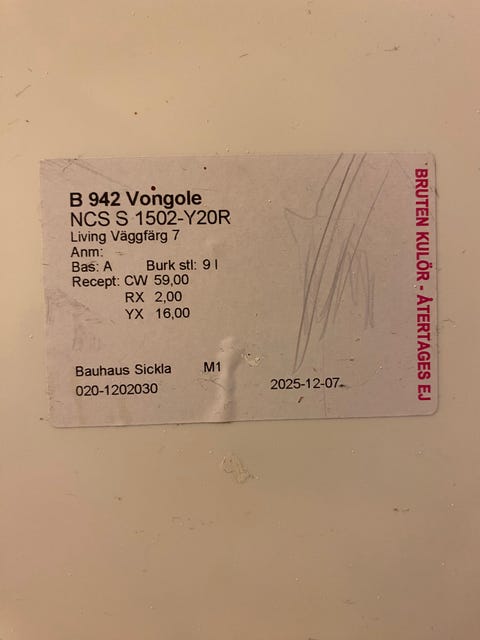 B 942 Vongole
NCS S 1502-Y20R
Living Väggfärg 7
Anm:
Bas: A Burk stl: 9 l
Recept: CW 59,00
RX 2,00
YX 16,00
Bauhaus Sickla M1
020-1202030 2025-12-07
BRUTEN KULÖR - ÅTERTAGES EJ